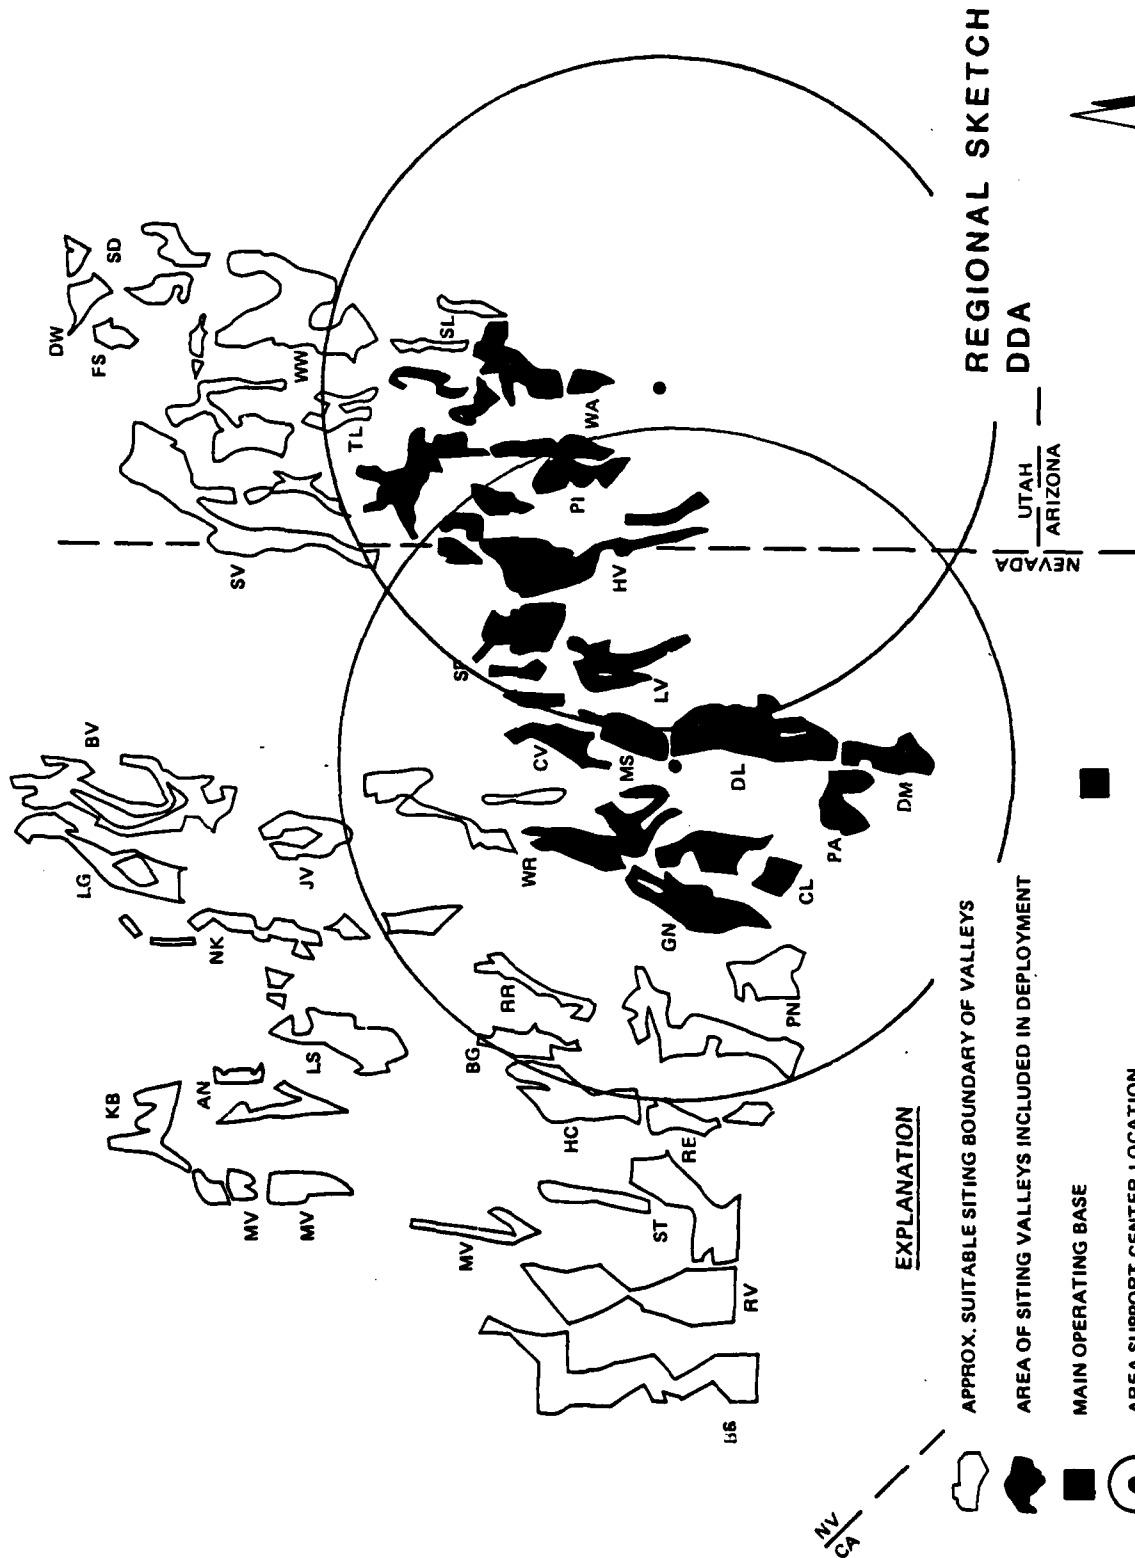 REGIONAL SKETCH
DDA
DW
SD
FS
WW
SL
TL
WA
SV
PI
HV
UTAH
ARIZONA
NEVADA
NEVADA
BV
LV
CV
MS
DL
DM
PA
LG
JV
WR
CL
GN
NK
RR
PN
BG
LS
AN
KB
HC
RE
MV
MV
MV
ST
RV
NV
CA
EXPLANATION
APPROX. SUITABLE SITING BOUNDARY OF VALLEYS
AREA OF SITING VALLEYS INCLUDED IN DEPLOYMENT
MAIN OPERATING BASE
AREA SUPPORT CENTER LOCATION